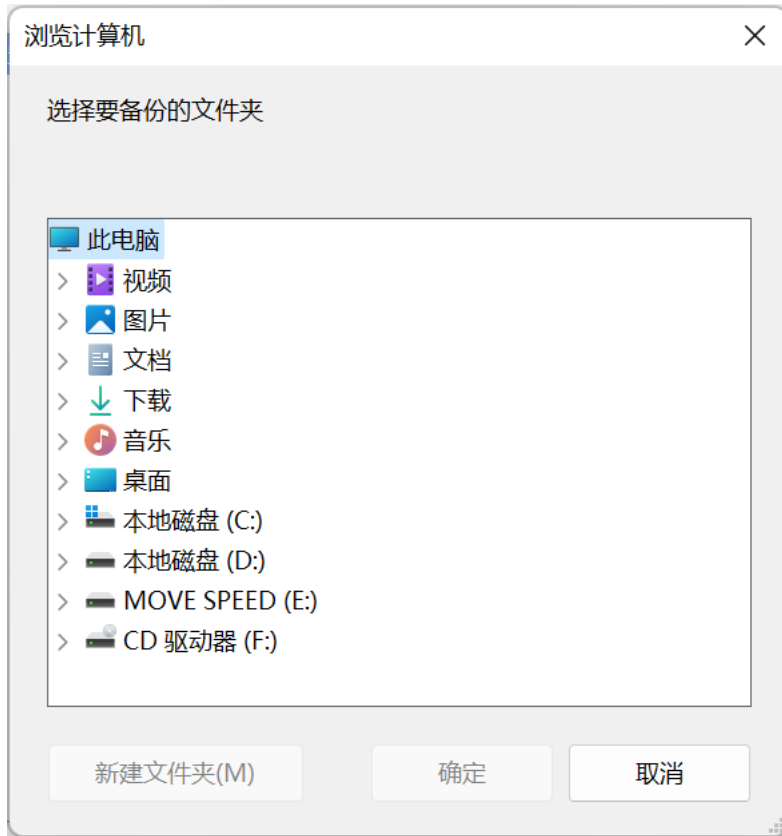 浏览计算机
选择要备份的文件夹
此电脑
视频
图片
文档
下载
音乐
桌面
本地磁盘 (C:)
本地磁盘 (D:)
MOVE SPEED (E:)
CD 驱动器 (F:)
新建文件夹(M) 确定 取消